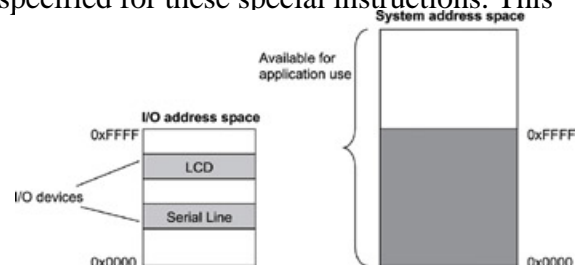 specified for these special instructions. This
System address space
Available for
application use
I/O address space
0xFFFF
0xFFFF
LCD
I/O devices
Serial Line
0x0000
0x0000